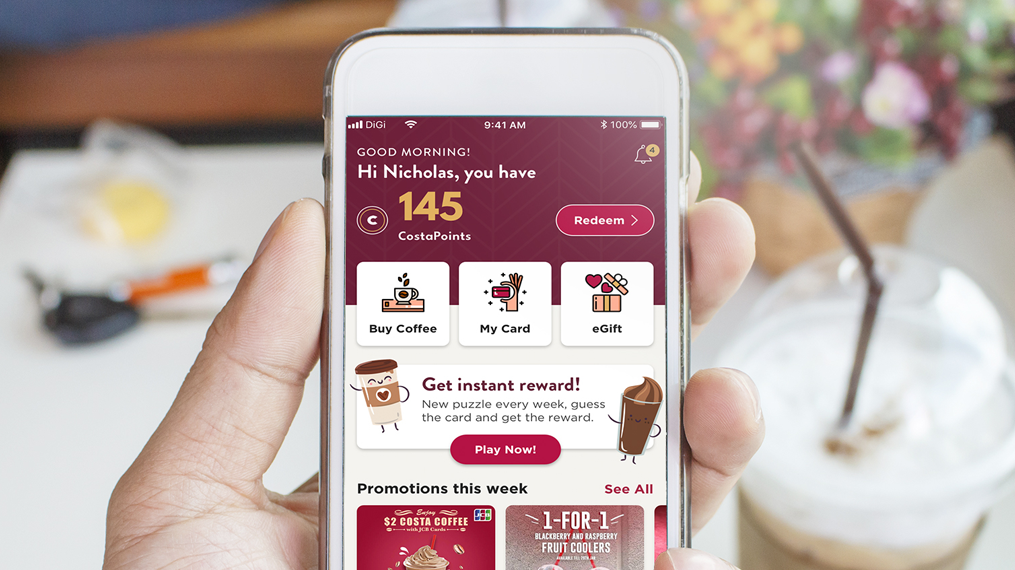 DiGi 9:41 AM 100%
GOOD MORNING!
4
Hi Nicholas, you have
C
145
CostaPoints
Redeem >
Buy Coffee
My Card
eGift
Get instant reward!
New puzzle every week, guess
the card and get the reward.
Play Now!
Promotions this week
See All
Enjoy
$2 COSTA COFFEE
with JCB Cards
JCB
1-FOR-1
BLACKBERRY AND RASPBERRY
FRUIT COOLERS